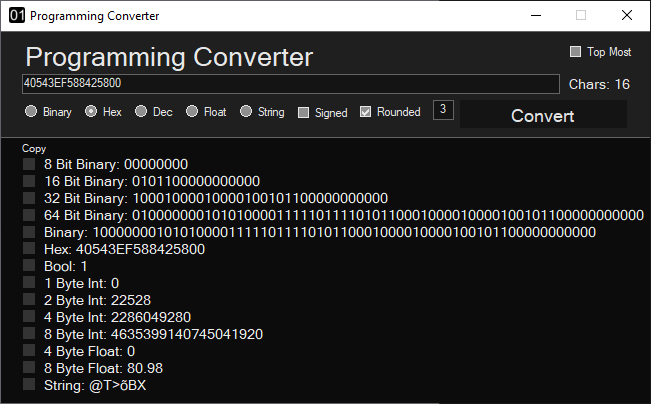 01 Programming Converter
Programming Converter
Top Most
40543EF588425800
Chars: 16
Binary Hex Dec Float String Signed Rounded 3 Convert
Copy
8 Bit Binary: 00000000
16 Bit Binary: 0101100000000000
32 Bit Binary: 10001000010000100101100000000000
64 Bit Binary: 0100000001010100001111101111010110001000010000100101100000000000
Binary: 100000001010100001111101111010110001000010000100101100000000000
Hex: 40543EF588425800
Bool: 1
1 Byte Int: 0
2 Byte Int: 22528
4 Byte Int: 2286049280
8 Byte Int: 4635399140745041920
4 Byte Float: 0
8 Byte Float: 80.98
String: @T>õBX